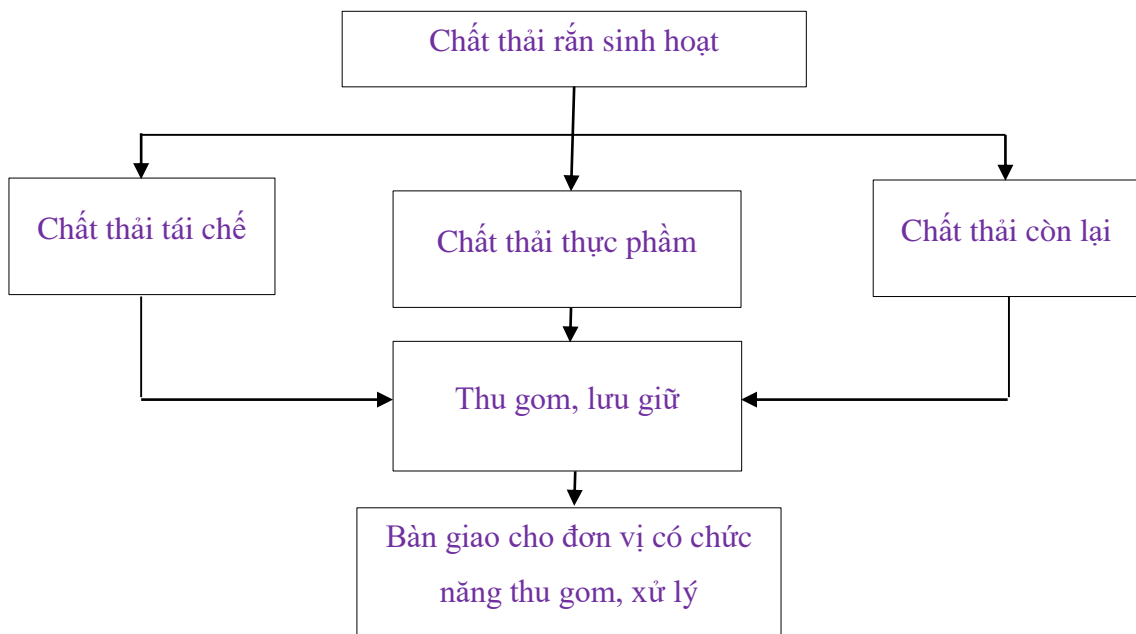 Chất thải rắn sinh hoạt
Chất thải tái chế
Chất thải thực phầm
Chất thải còn lại
Thu gom, lưu giữ
Bàn giao cho đơn vị có chức
năng thu gom, xử lý